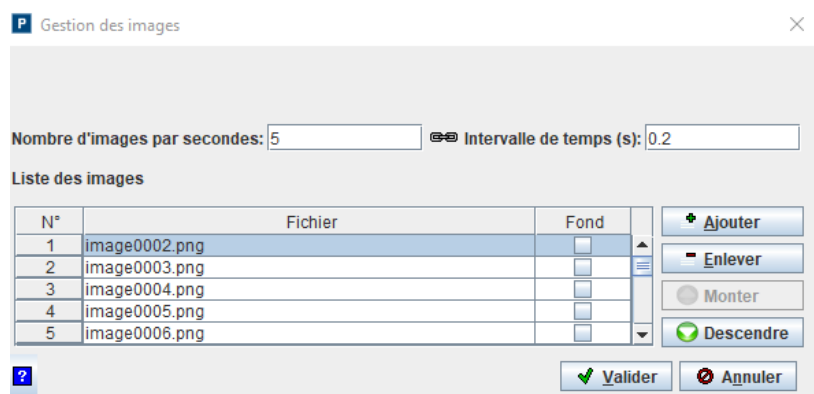 P Gestion des images
Nombre d'images par secondes: 5 Intervalle de temps (s): 0.2
Liste des images
N° Fichier Fond
1 image0002.png
2 image0003.png
3 image0004.png
4 image0005.png
5 image0006.png
Ajouter
Enlever
Monter
Descendre
? Valider Annuler